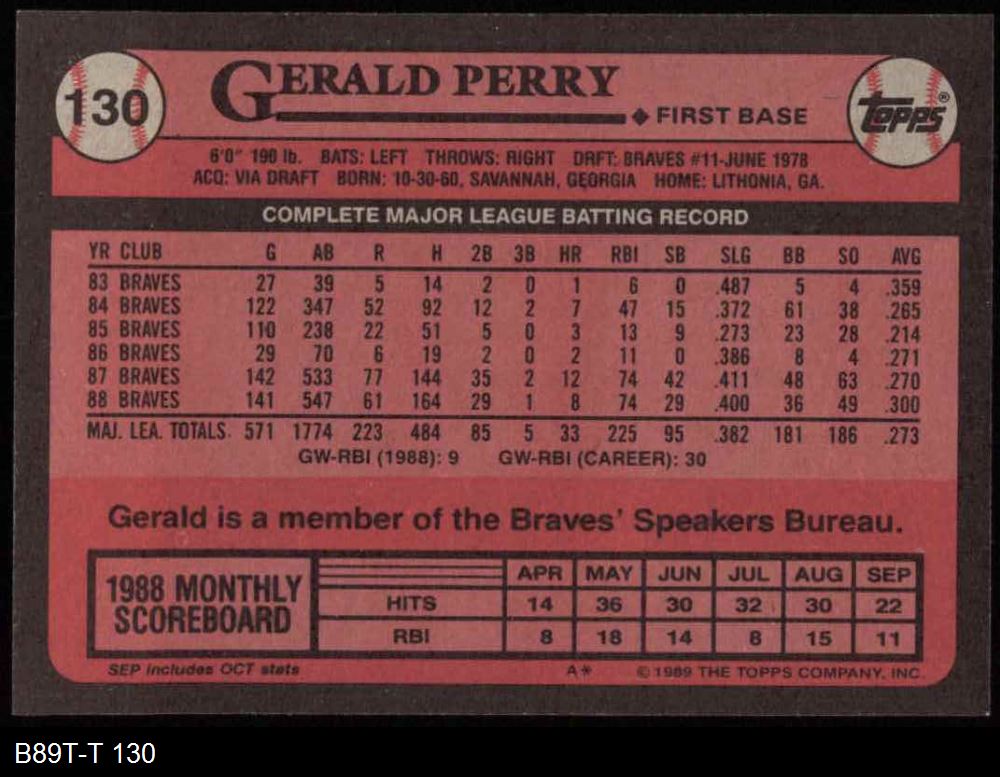 130
GERALD PERRY
◆ FIRST BASE
TOPPS®
6'0" 190 lb. BATS: LEFT THROWS: RIGHT DRFT: BRAVES #11-JUNE 1978
ACQ: VIA DRAFT BORN: 10-30-60, SAVANNAH, GEORGIA HOME: LITHONIA, GA.
COMPLETE MAJOR LEAGUE BATTING RECORD
YR CLUB G AB R H 2B 3B HR RBI SB SLG BB SO AVG
83 BRAVES 27 39 5 14 2 0 1 6 0 .487 5 4 .359
84 BRAVES 122 347 52 92 12 2 7 47 15 .372 61 38 .265
85 BRAVES 110 238 22 51 5 0 3 13 9 .273 23 28 .214
86 BRAVES 29 70 6 19 2 0 2 11 0 .386 8 4 .271
87 BRAVES 142 533 77 144 35 2 12 74 42 .411 48 63 .270
88 BRAVES 141 547 61 164 29 1 8 74 29 .400 36 49 .300
MAJ. LEA. TOTALS 571 1774 223 484 85 5 33 225 95 .382 181 186 .273
GW-RBI (1988): 9 GW-RBI (CAREER): 30
Gerald is a member of the Braves' Speakers Bureau.
1988 MONTHLY
SCOREBOARD
APR MAY JUN JUL AUG SEP
HITS 14 36 30 32 30 22
RBI 8 18 14 8 15 11
SEP includes OCT stats A* © 1989 THE TOPPS COMPANY, INC.
B89T-T 130